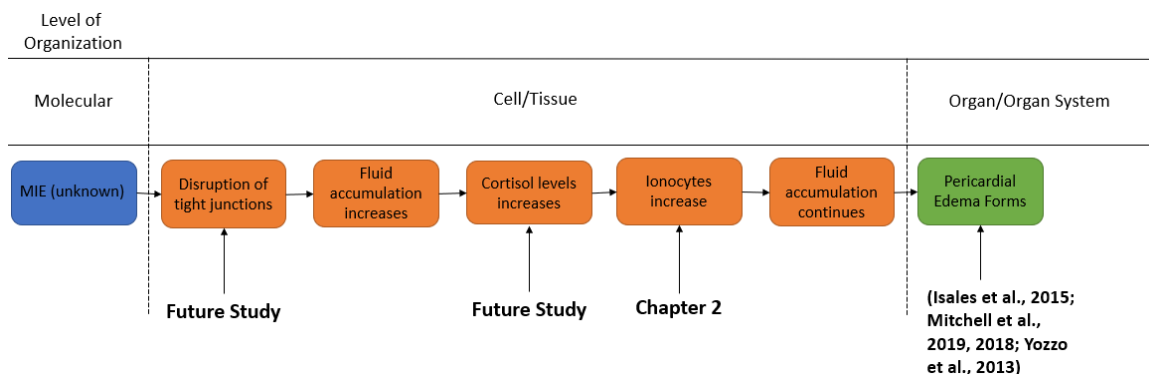 Level of
Organization
Molecular
Cell/Tissue
Organ/Organ System
MIE (unknown)
Disruption of
tight junctions
Fluid
accumulation
increases
Cortisol levels
increases
Ionocytes
increase
Fluid
accumulation
continues
Pericardial
Edema Forms
Future Study
Future Study
Chapter 2
(Isales et al., 2015;
Mitchell et al.,
2019, 2018; Yozzo
et al., 2013)